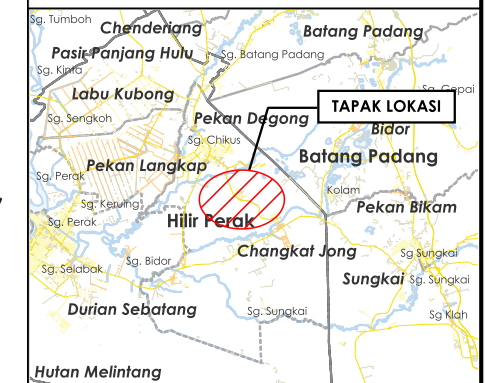 Sg. Tumboh
Chenderiang
Batang Padang
Pasir Panjang Hulu
Sg. Batang Padang
Sg. Kinta
Sg. Gepai
Labu Kubong
TAPAK LOKASI
Sg. Sengkoh
Pekan Degong
Bidor
Sg. Chikus
Batang Padang
Pekan Langkap
Sg. Perak
Kolam
Sg. Keruing
Pekan Bikam
Sg. Perak
Hilir Perak
Changkat Jong
Sg Sungkai
Sg. Bidor
Sg. Selabak
Sungkai
Sg. Sungkai
Durian Sebatang
Sg. Sungkai
Sg Klah
Hutan Melintang